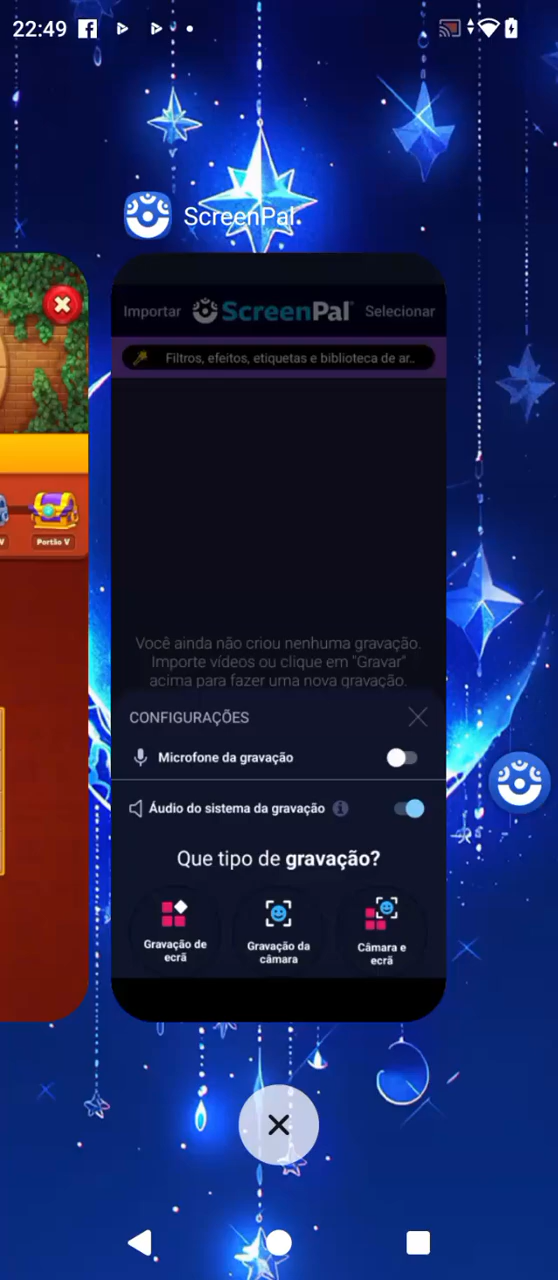 22:49
ScreenPal
Importar ScreenPal Selecionar
Filtros, efeitos, etiquetas e biblioteca de ar..
V Portão V
Você ainda não criou nenhuma gravação.
Importe vídeos ou clique em "Gravar"
acima para fazer uma nova gravação.
CONFIGURAÇÕES
Microfone da gravação
Áudio do sistema da gravação
Que tipo de gravação?
Gravação de
ecrã
Gravação da
câmara
Câmara e
ecrã